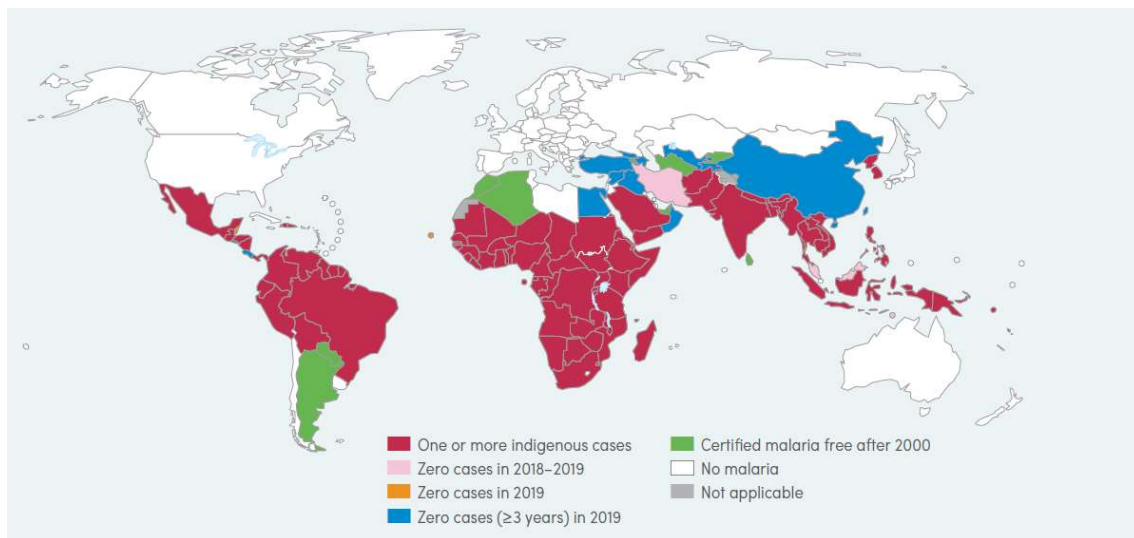 One or more indigenous cases
Zero cases in 2018–2019
Zero cases in 2019
Zero cases (≥3 years) in 2019
Certified malaria free after 2000
No malaria
Not applicable